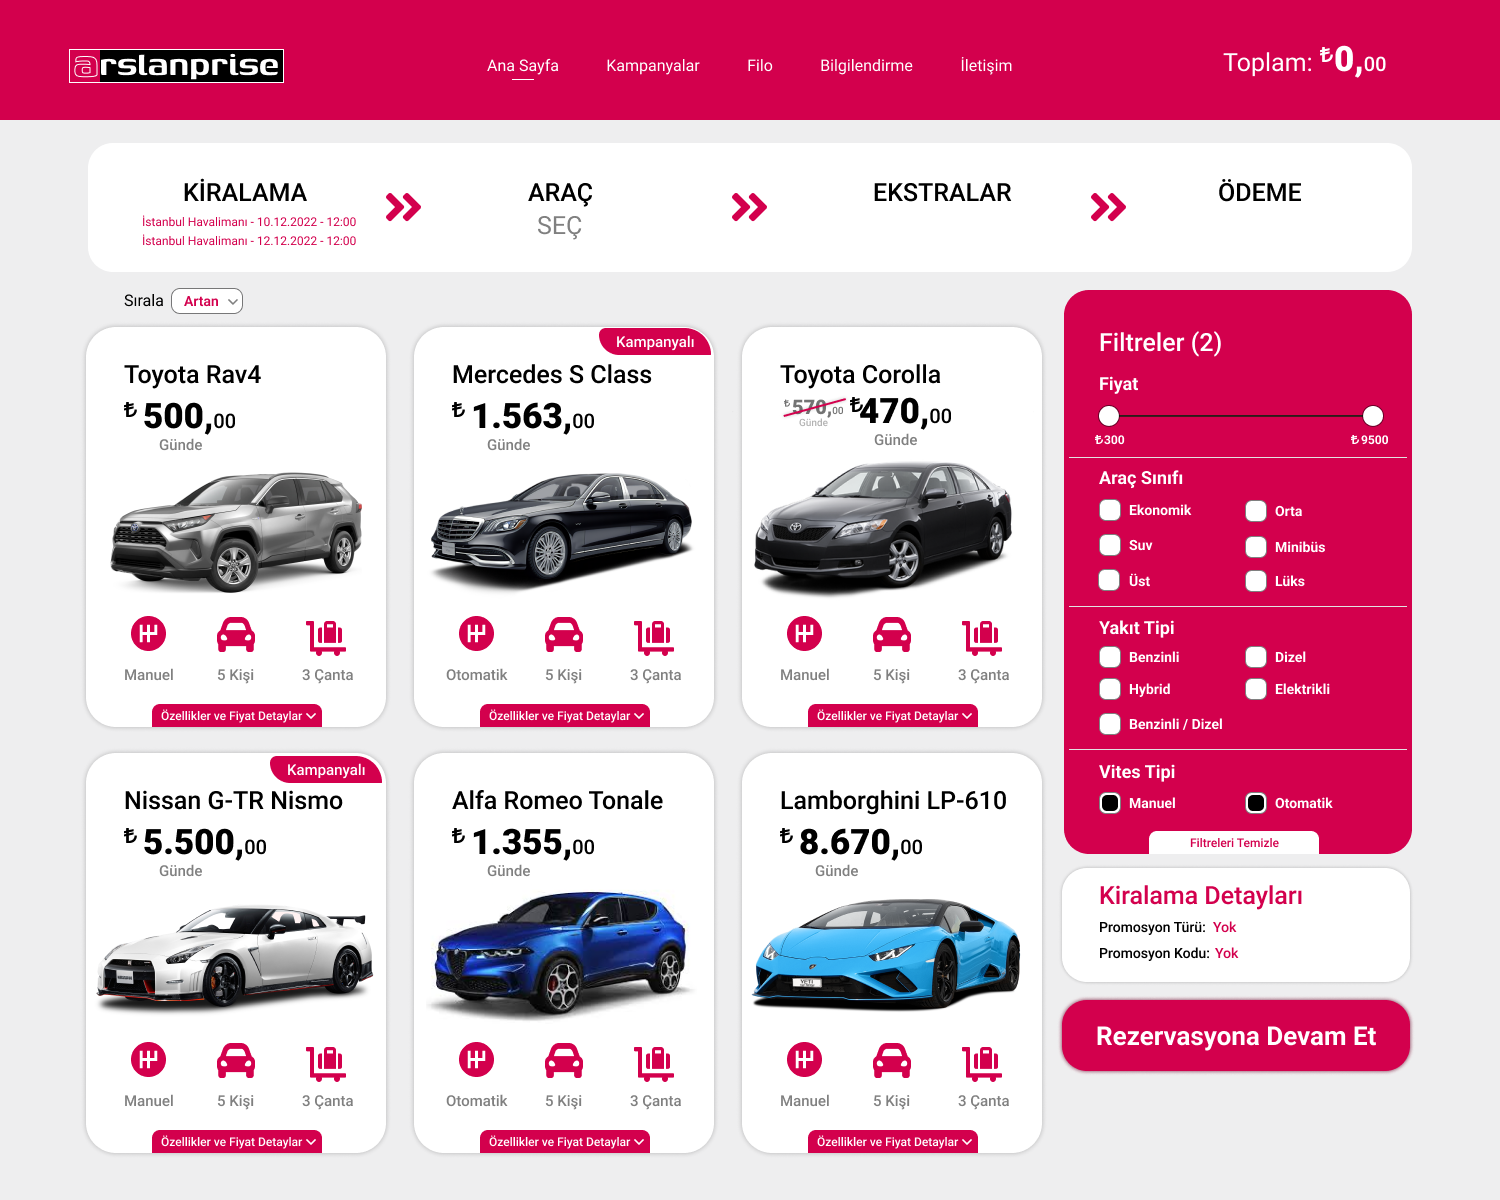 arslanprise
Ana Sayfa
Kampanyalar
Filo
Bilgilendirme
İletişim
Toplam: ₺0,00
KİRALAMA
İstanbul Havalimanı - 10.12.2022 - 12:00
İstanbul Havalimanı - 12.12.2022 - 12:00
ARAÇ
SEÇ
EKSTRALAR
ÖDEME
Sırala Artan
Toyota Rav4
₺ 500,00
Günde
Manuel
5 Kişi
3 Çanta
Özellikler ve Fiyat Detaylar
Kampanyalı
Mercedes S Class
₺ 1.563,00
Günde
Otomatik
5 Kişi
3 Çanta
Özellikler ve Fiyat Detaylar
Toyota Corolla
₺570,00
Günde
₺470,00
Günde
Manuel
5 Kişi
3 Çanta
Özellikler ve Fiyat Detaylar
Kampanyalı
Nissan G-TR Nismo
₺ 5.500,00
Günde
Manuel
5 Kişi
3 Çanta
Özellikler ve Fiyat Detaylar
Alfa Romeo Tonale
₺ 1.355,00
Günde
Otomatik
5 Kişi
3 Çanta
Özellikler ve Fiyat Detaylar
Lamborghini LP-610
₺ 8.670,00
Günde
Manuel
5 Kişi
3 Çanta
Özellikler ve Fiyat Detaylar
Filtreler (2)
Fiyat
₺300
₺9500
Araç Sınıfı
Ekonomik
Orta
Suv
Minibüs
Üst
Lüks
Yakıt Tipi
Benzinli
Dizel
Hybrid
Elektrikli
Benzinli / Dizel
Vites Tipi
Manuel
Otomatik
Filtreleri Temizle
Kiralama Detayları
Promosyon Türü: Yok
Promosyon Kodu: Yok
Rezervasyona Devam Et